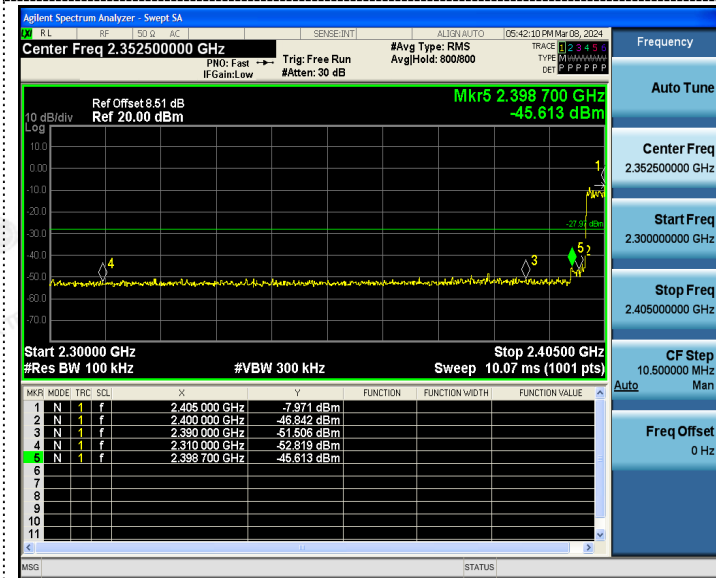 Agilent Spectrum Analyzer - Swept SA
LXI RL RF 50 Ω AC SENSE:INT ALIGN AUTO 05:42:10 PM Mar 08, 2024
Center Freq 2.352500000 GHz
PNO: Fast
IFGain:Low
Trig: Free Run
#Atten: 30 dB
#Avg Type: RMS
Avg|Hold: 800/800
TRACE 1 2 3 4 5 6
TYPE M
DET P P P P P P
Ref Offset 8.51 dB
Ref 20.00 dBm
Mkr5 2.398 700 GHz
-45.613 dBm
10 dB/div
Log
10.0
0.00
-10.0
-20.0
-30.0
-40.0
-50.0
-60.0
-70.0
1
-27.97 dBm
5 2
3
4
Start 2.30000 GHz Stop 2.40500 GHz
#Res BW 100 kHz #VBW 300 kHz Sweep 10.07 ms (1001 pts)
MKR MODE TRC SCL X Y FUNCTION FUNCTION WIDTH FUNCTION VALUE
1 N 1 f 2.405 000 GHz -7.971 dBm
2 N 1 f 2.400 000 GHz -46.842 dBm
3 N 1 f 2.390 000 GHz -51.506 dBm
4 N 1 f 2.310 000 GHz -52.819 dBm
5 N 1 f 2.398 700 GHz -45.613 dBm
6
7
8
9
10
11
MSG STATUS
Frequency
Auto Tune
Center Freq
2.352500000 GHz
Start Freq
2.300000000 GHz
Stop Freq
2.405000000 GHz
CF Step
10.500000 MHz
Auto Man
Freq Offset
0 Hz